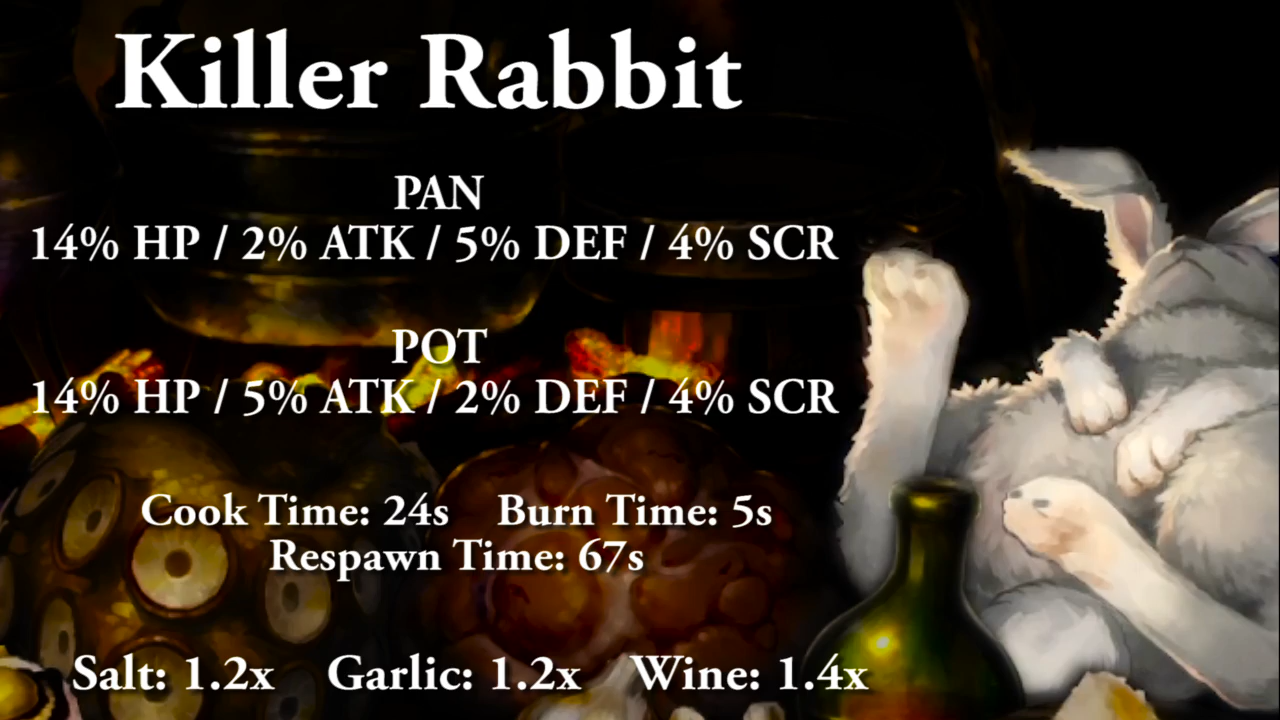 Killer Rabbit
PAN
14% HP / 2% ATK / 5% DEF / 4% SCR
POT
14% HP / 5% ATK / 2% DEF / 4% SCR
Cook Time: 24s Burn Time: 5s
Respawn Time: 67s
Salt: 1.2x Garlic: 1.2x Wine: 1.4x